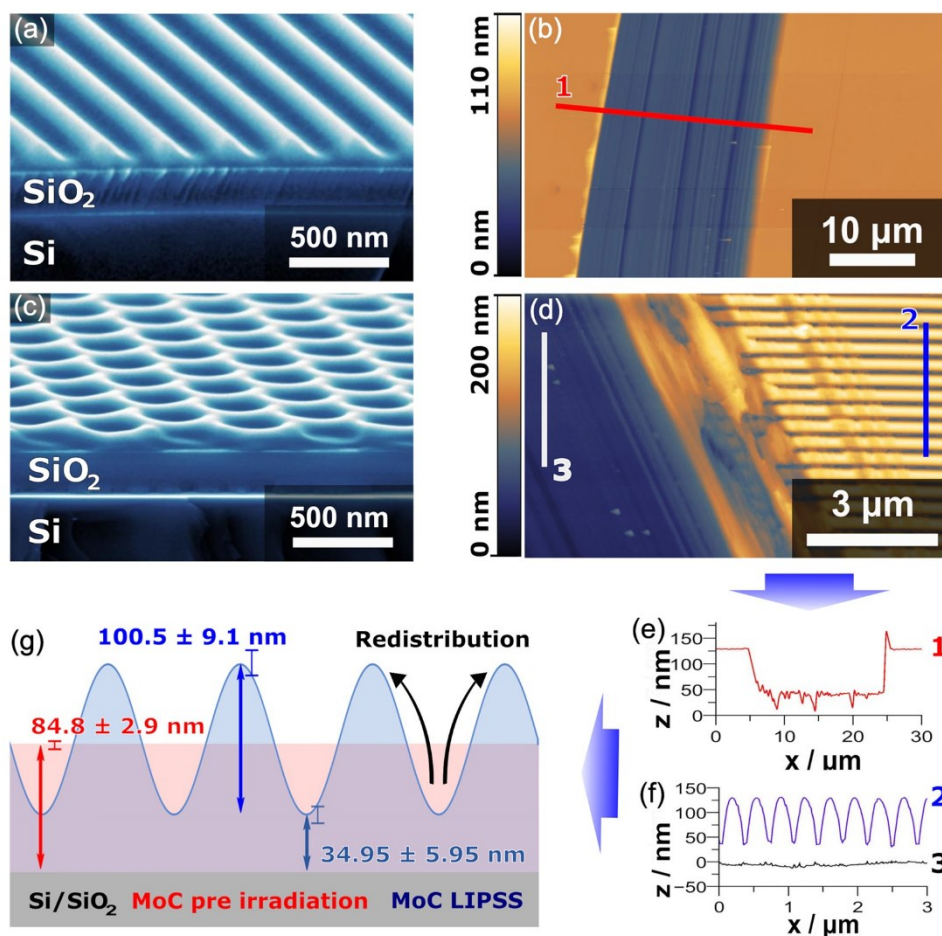 (a)
SiO2
Si
500 nm
110 nm
0 nm
(b)
1
10 µm
(c)
SiO2
Si
500 nm
200 nm
0 nm
(d)
2
3
3 µm
(g)
100.5 ± 9.1 nm
Redistribution
84.8 ± 2.9 nm
34.95 ± 5.95 nm
Si/SiO2 MoC pre irradiation MoC LIPSS
(e)
1
z / nm
150
100
50
0
0 10 20 30
x / µm
(f)
2
3
z / nm
150
100
50
0
−50
0 1 2 3
x / µm